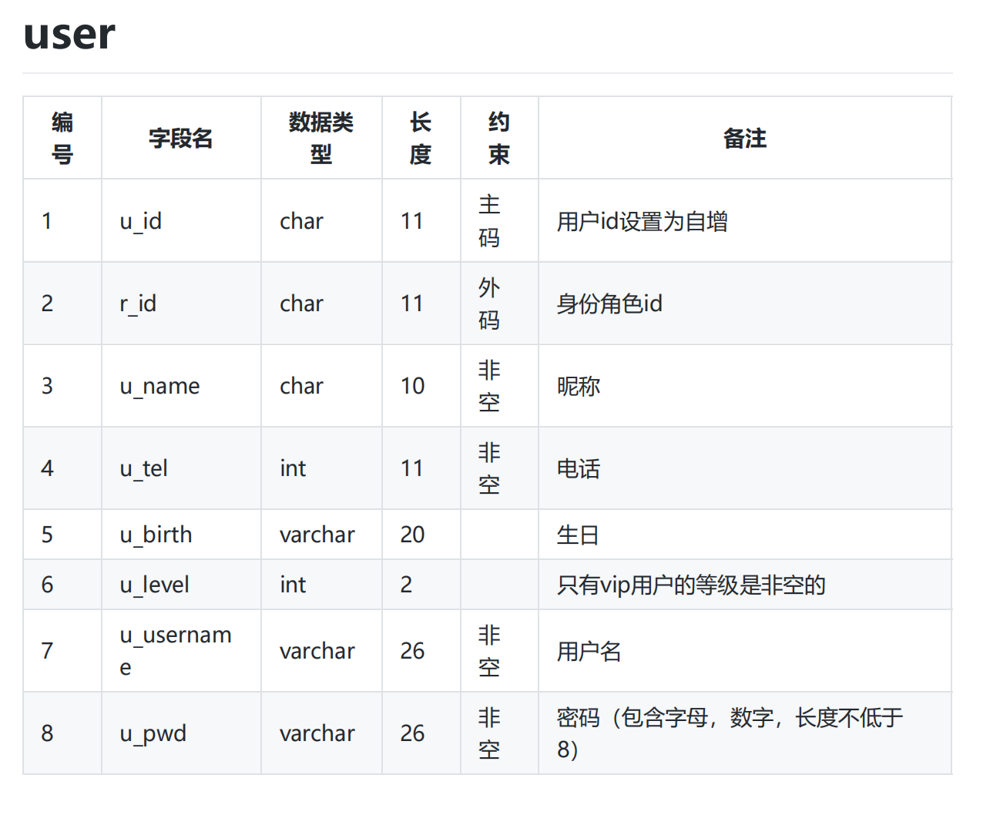 user
编
号
字段名
数据类
型
长
度
约
束
备注
1
u_id
char
11
主
码
用户id设置为自增
2
r_id
char
11
外
码
身份角色id
3
u_name
char
10
非
空
昵称
4
u_tel
int
11
非
空
电话
5
u_birth
varchar
20
生日
6
u_level
int
2
只有vip用户的等级是非空的
7
u_usernam
e
varchar
26
非
空
用户名
8
u_pwd
varchar
26
非
空
密码（包含字母，数字，长度不低于
8）